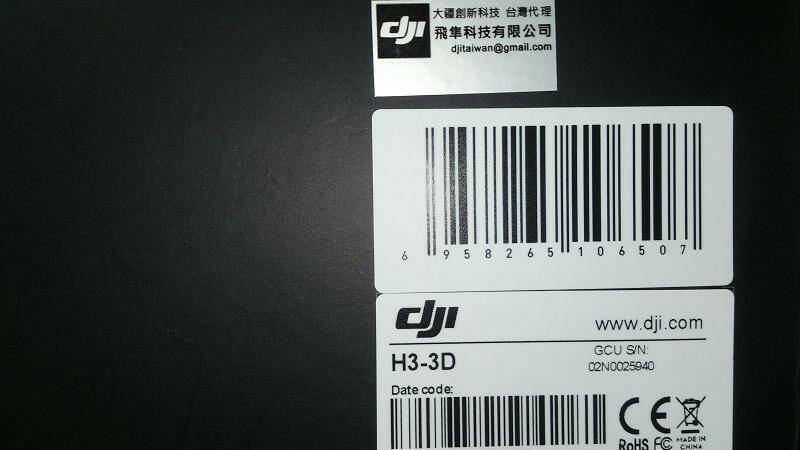 dji
大疆創新科技 台灣代理
飛隼科技有限公司
djitaiwan@gmail.com
6 958265 106507
dji
www.dji.com
H3-3D
GCU S/N:
02N0025940
Date code:
CE
RoHS FC MADE IN
CHINA